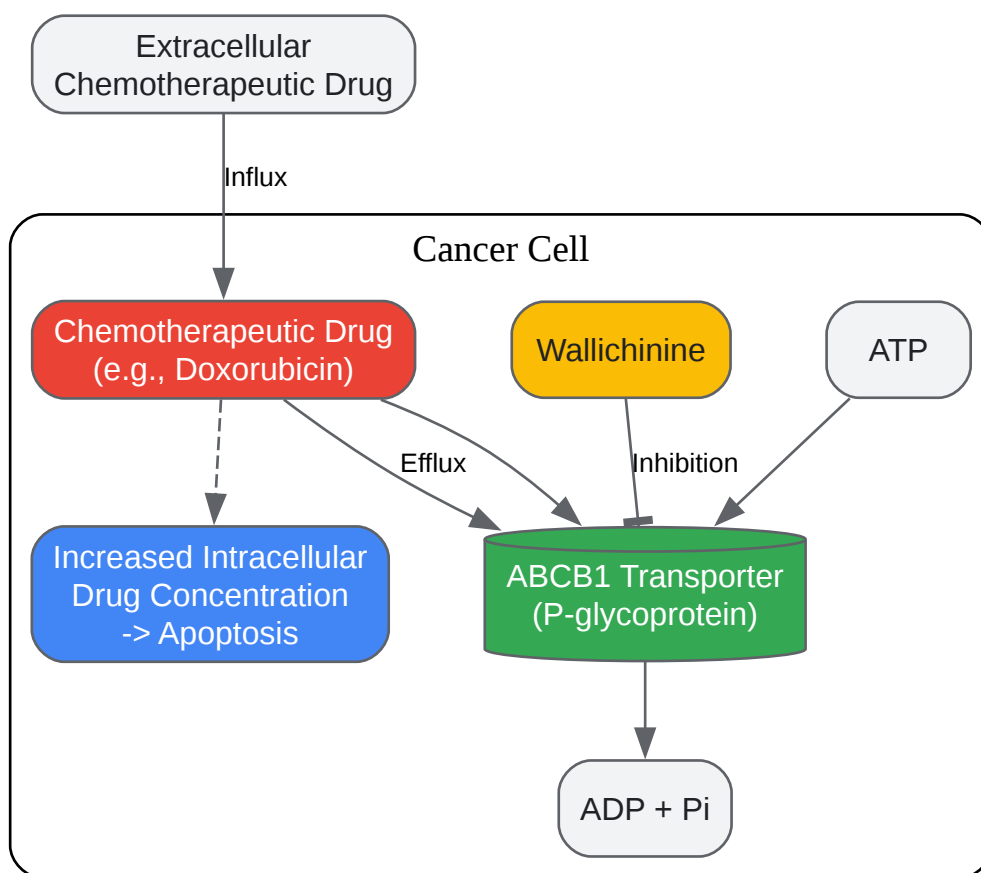 Extracellular
Chemotherapeutic Drug
Influx
Cancer Cell
Chemotherapeutic Drug
(e.g., Doxorubicin)
Wallichinine
ATP
Efflux
Inhibition
Increased Intracellular
Drug Concentration
-> Apoptosis
ABCB1 Transporter
(P-glycoprotein)
ADP + Pi